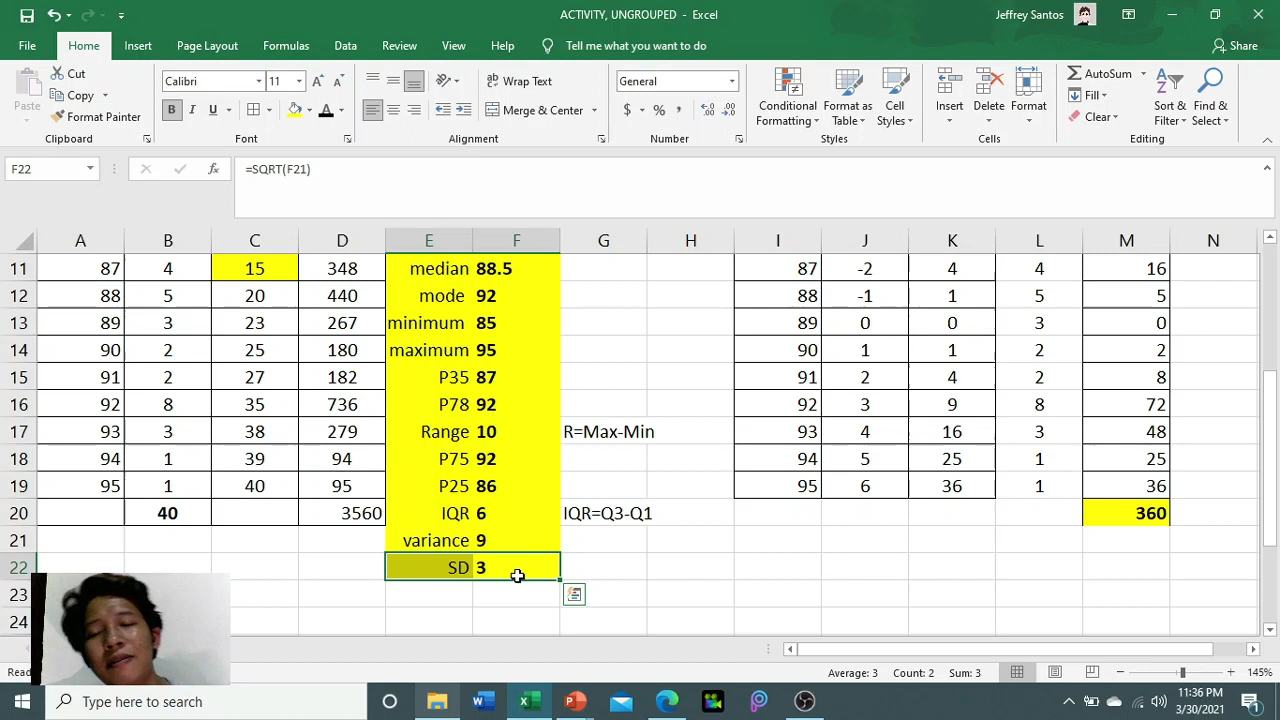 ACTIVITY, UNGROUPED - Excel
Jeffrey Santos
File Home Insert Page Layout Formulas Data Review View Help Tell me what you want to do Share
Paste Cut Copy Format Painter
Calibri 11 B I U A
ab Wrap Text
Merge & Center
General
$ % ,
Conditional Formatting Format as Table Cell Styles
Insert Delete Format
AutoSum Fill Clear
Sort & Filter Find & Select
Clipboard Font Alignment Number Styles Cells Editing
F22 fx =SQRT(F21)
A B C D E F G H I J K L M N
11 87 4 15 348 median 88.5 87 -2 4 4 16
12 88 5 20 440 mode 92 88 -1 1 5 5
13 89 3 23 267 minimum 85 89 0 0 3 0
14 90 2 25 180 maximum 95 90 1 1 2 2
15 91 2 27 182 P35 87 91 2 4 2 8
16 92 8 35 736 P78 92 92 3 9 8 72
17 93 3 38 279 Range 10 R=Max-Min 93 4 16 3 48
18 94 1 39 94 P75 92 94 5 25 1 25
19 95 1 40 95 P25 86 95 6 36 1 36
20 40 3560 IQR 6 IQR=Q3-Q1 360
21 variance 9
22 SD 3
23
24
Average: 3 Count: 2 Sum: 3 145%
Type here to search
11:36 PM
3/30/2021